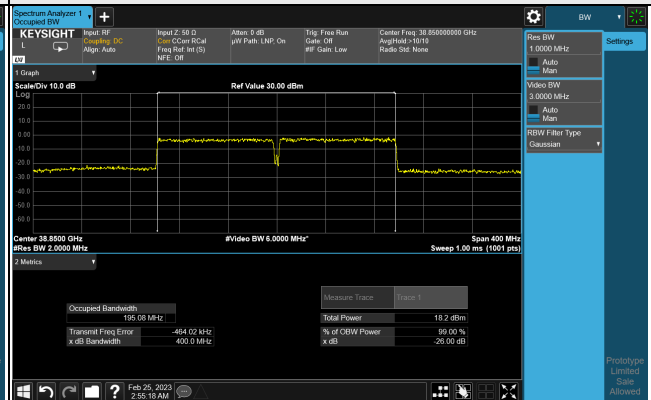 Spectrum Analyzer 1
Occupied BW
KEYSIGHT
L
LXI
Input: RF
Coupling: DC
Align: Auto
Input Z: 50 Ω
Corr CCorr RCal
Freq Ref: Int (S)
NFE: Off
Atten: 0 dB
µW Path: LNP, On
Trig: Free Run
Gate: Off
#IF Gain: Low
Center Freq: 38.850000000 GHz
Avg|Hold:>10/10
Radio Std: None
1 Graph
Scale/Div 10.0 dB
Ref Value 30.00 dBm
Log
20.0
10.0
0.00
-10.0
-20.0
-30.0
-40.0
-50.0
-60.0
Center 38.8500 GHz
#Video BW 6.0000 MHz*
Span 400 MHz
#Res BW 2.0000 MHz
Sweep 1.00 ms (1001 pts)
2 Metrics
Measure Trace
Trace 1
Occupied Bandwidth
195.08 MHz
Total Power
18.2 dBm
Transmit Freq Error
-464.02 kHz
% of OBW Power
99.00 %
x dB Bandwidth
400.0 MHz
x dB
-26.00 dB
Feb 25, 2023
2:55:18 AM
BW
Res BW
1.0000 MHz
Auto
Man
Video BW
3.0000 MHz
Auto
Man
RBW Filter Type
Gaussian
Settings
Prototype
Limited
Sale
Allowed